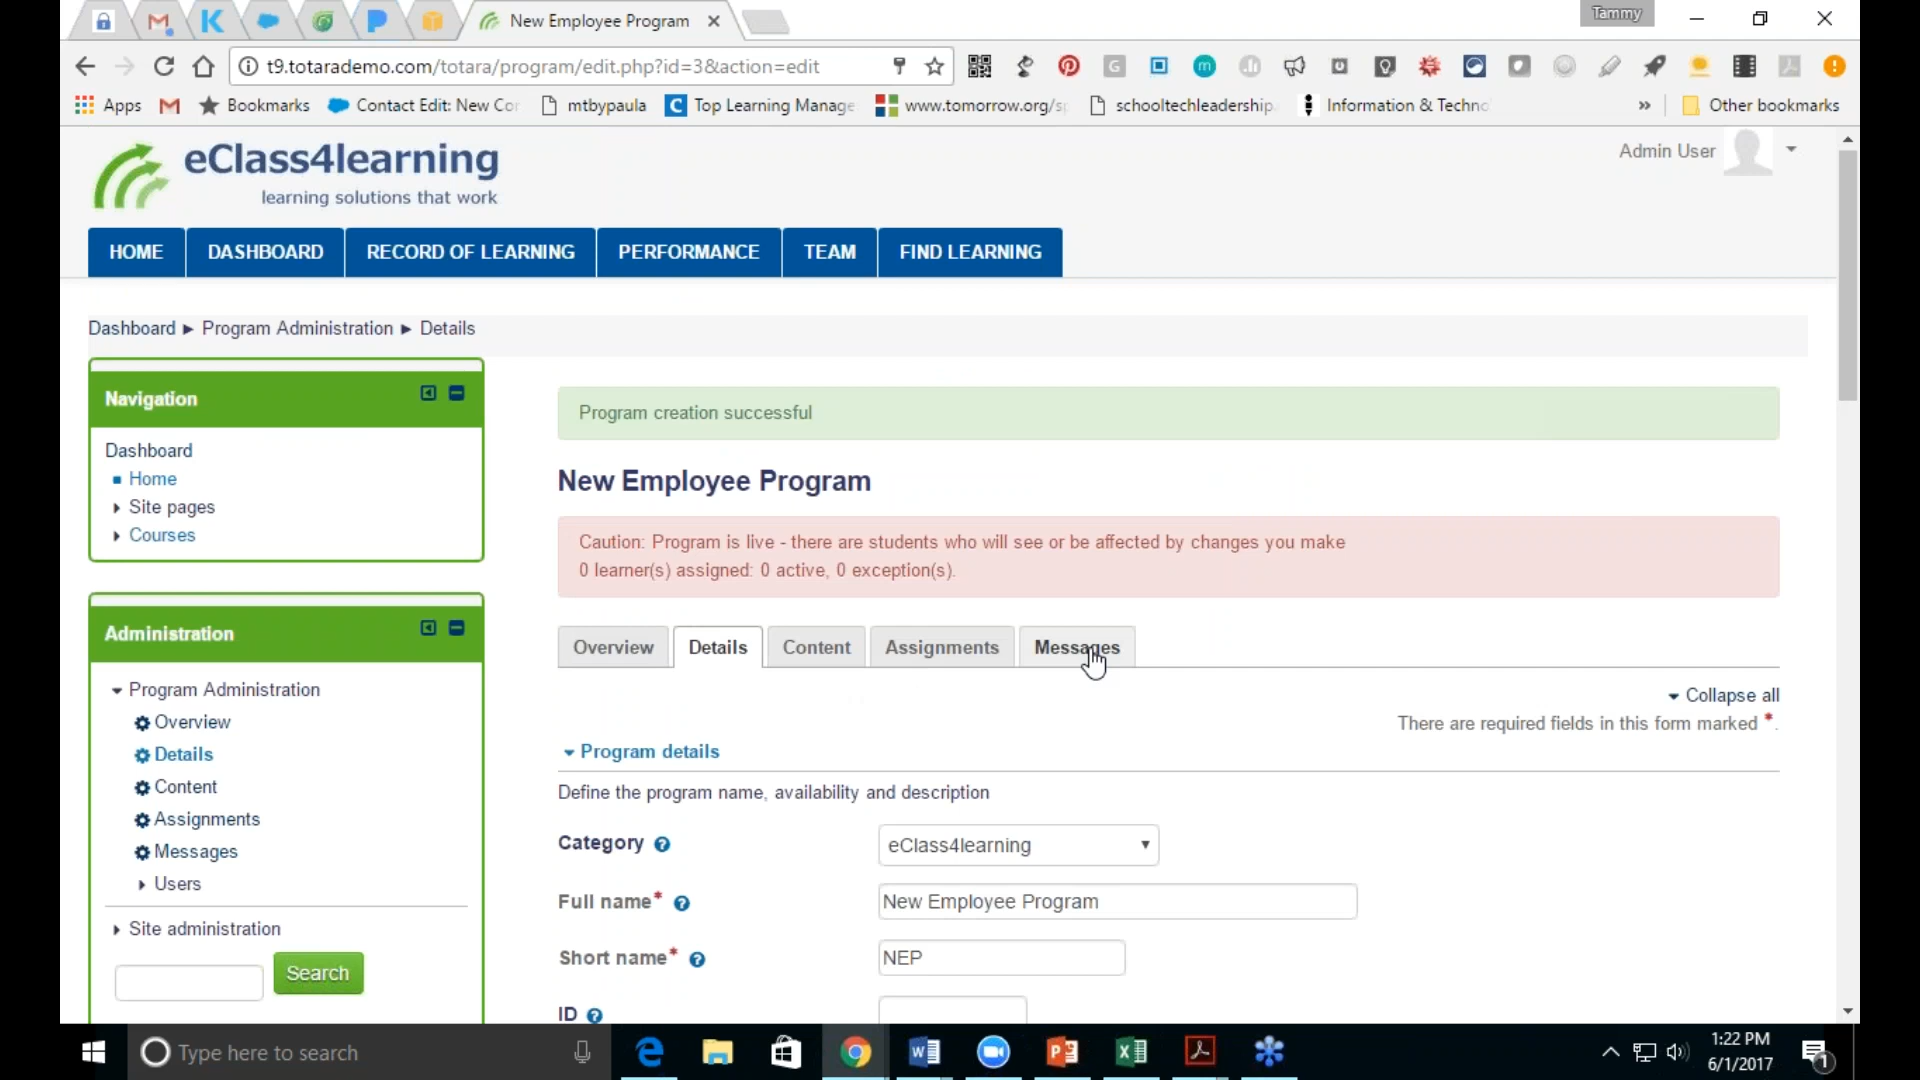 New Employee Program
Tammy
t9.totarademo.com/totara/program/edit.php?id=3&action=edit
Apps
Bookmarks
Contact Edit: New Cor
mtbypaula
Top Learning Manage
www.tomorrow.org/sp
schooltechleadership.
Information & Techno
Other bookmarks
eClass4learning
learning solutions that work
Admin User
HOME
DASHBOARD
RECORD OF LEARNING
PERFORMANCE
TEAM
FIND LEARNING
Dashboard ► Program Administration ► Details
Navigation
Dashboard
Home
Site pages
Courses
Administration
Program Administration
Overview
Details
Content
Assignments
Messages
Users
Site administration
Search
Program creation successful
New Employee Program
Caution: Program is live - there are students who will see or be affected by changes you make
0 learner(s) assigned: 0 active, 0 exception(s).
Overview
Details
Content
Assignments
Messages
Collapse all
There are required fields in this form marked *.
Program details
Define the program name, availability and description
Category
eClass4learning
Full name*
New Employee Program
Short name*
NEP
ID
Type here to search
1:22 PM
6/1/2017
1